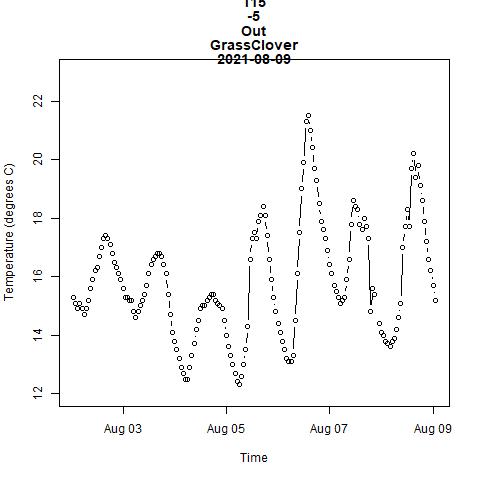 T15
-5
Out
GrassClover
2021-08-09
Temperature (degrees C)
22
20
18
16
14
12
Aug 03
Aug 05
Aug 07
Aug 09
Time